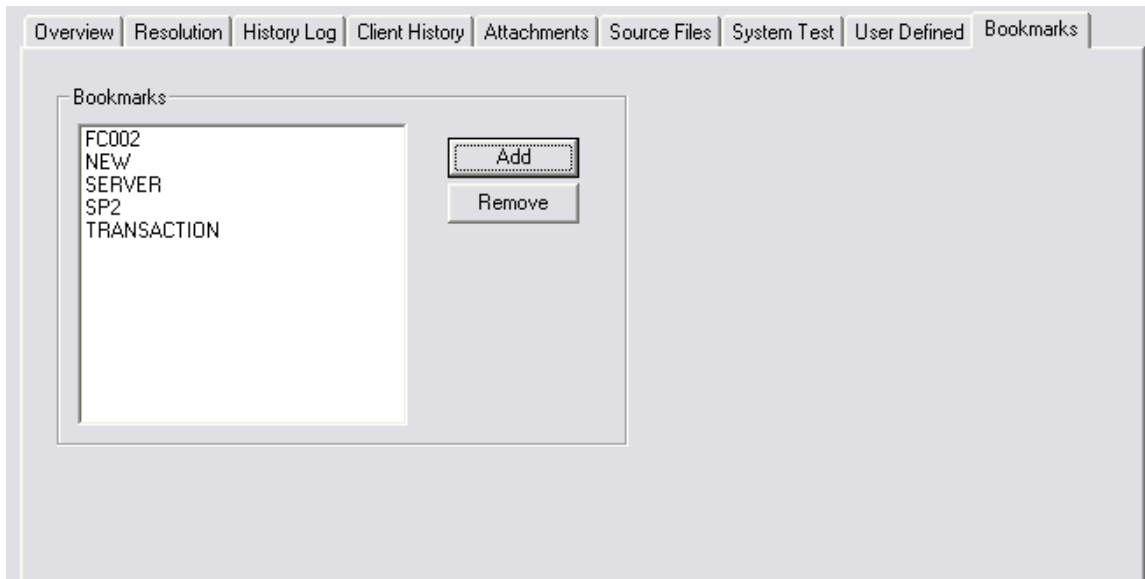 Overview Resolution History Log Client History Attachments Source Files System Test User Defined Bookmarks
Bookmarks
FC002
NEW
SERVER
SP2
TRANSACTION
Add
Remove